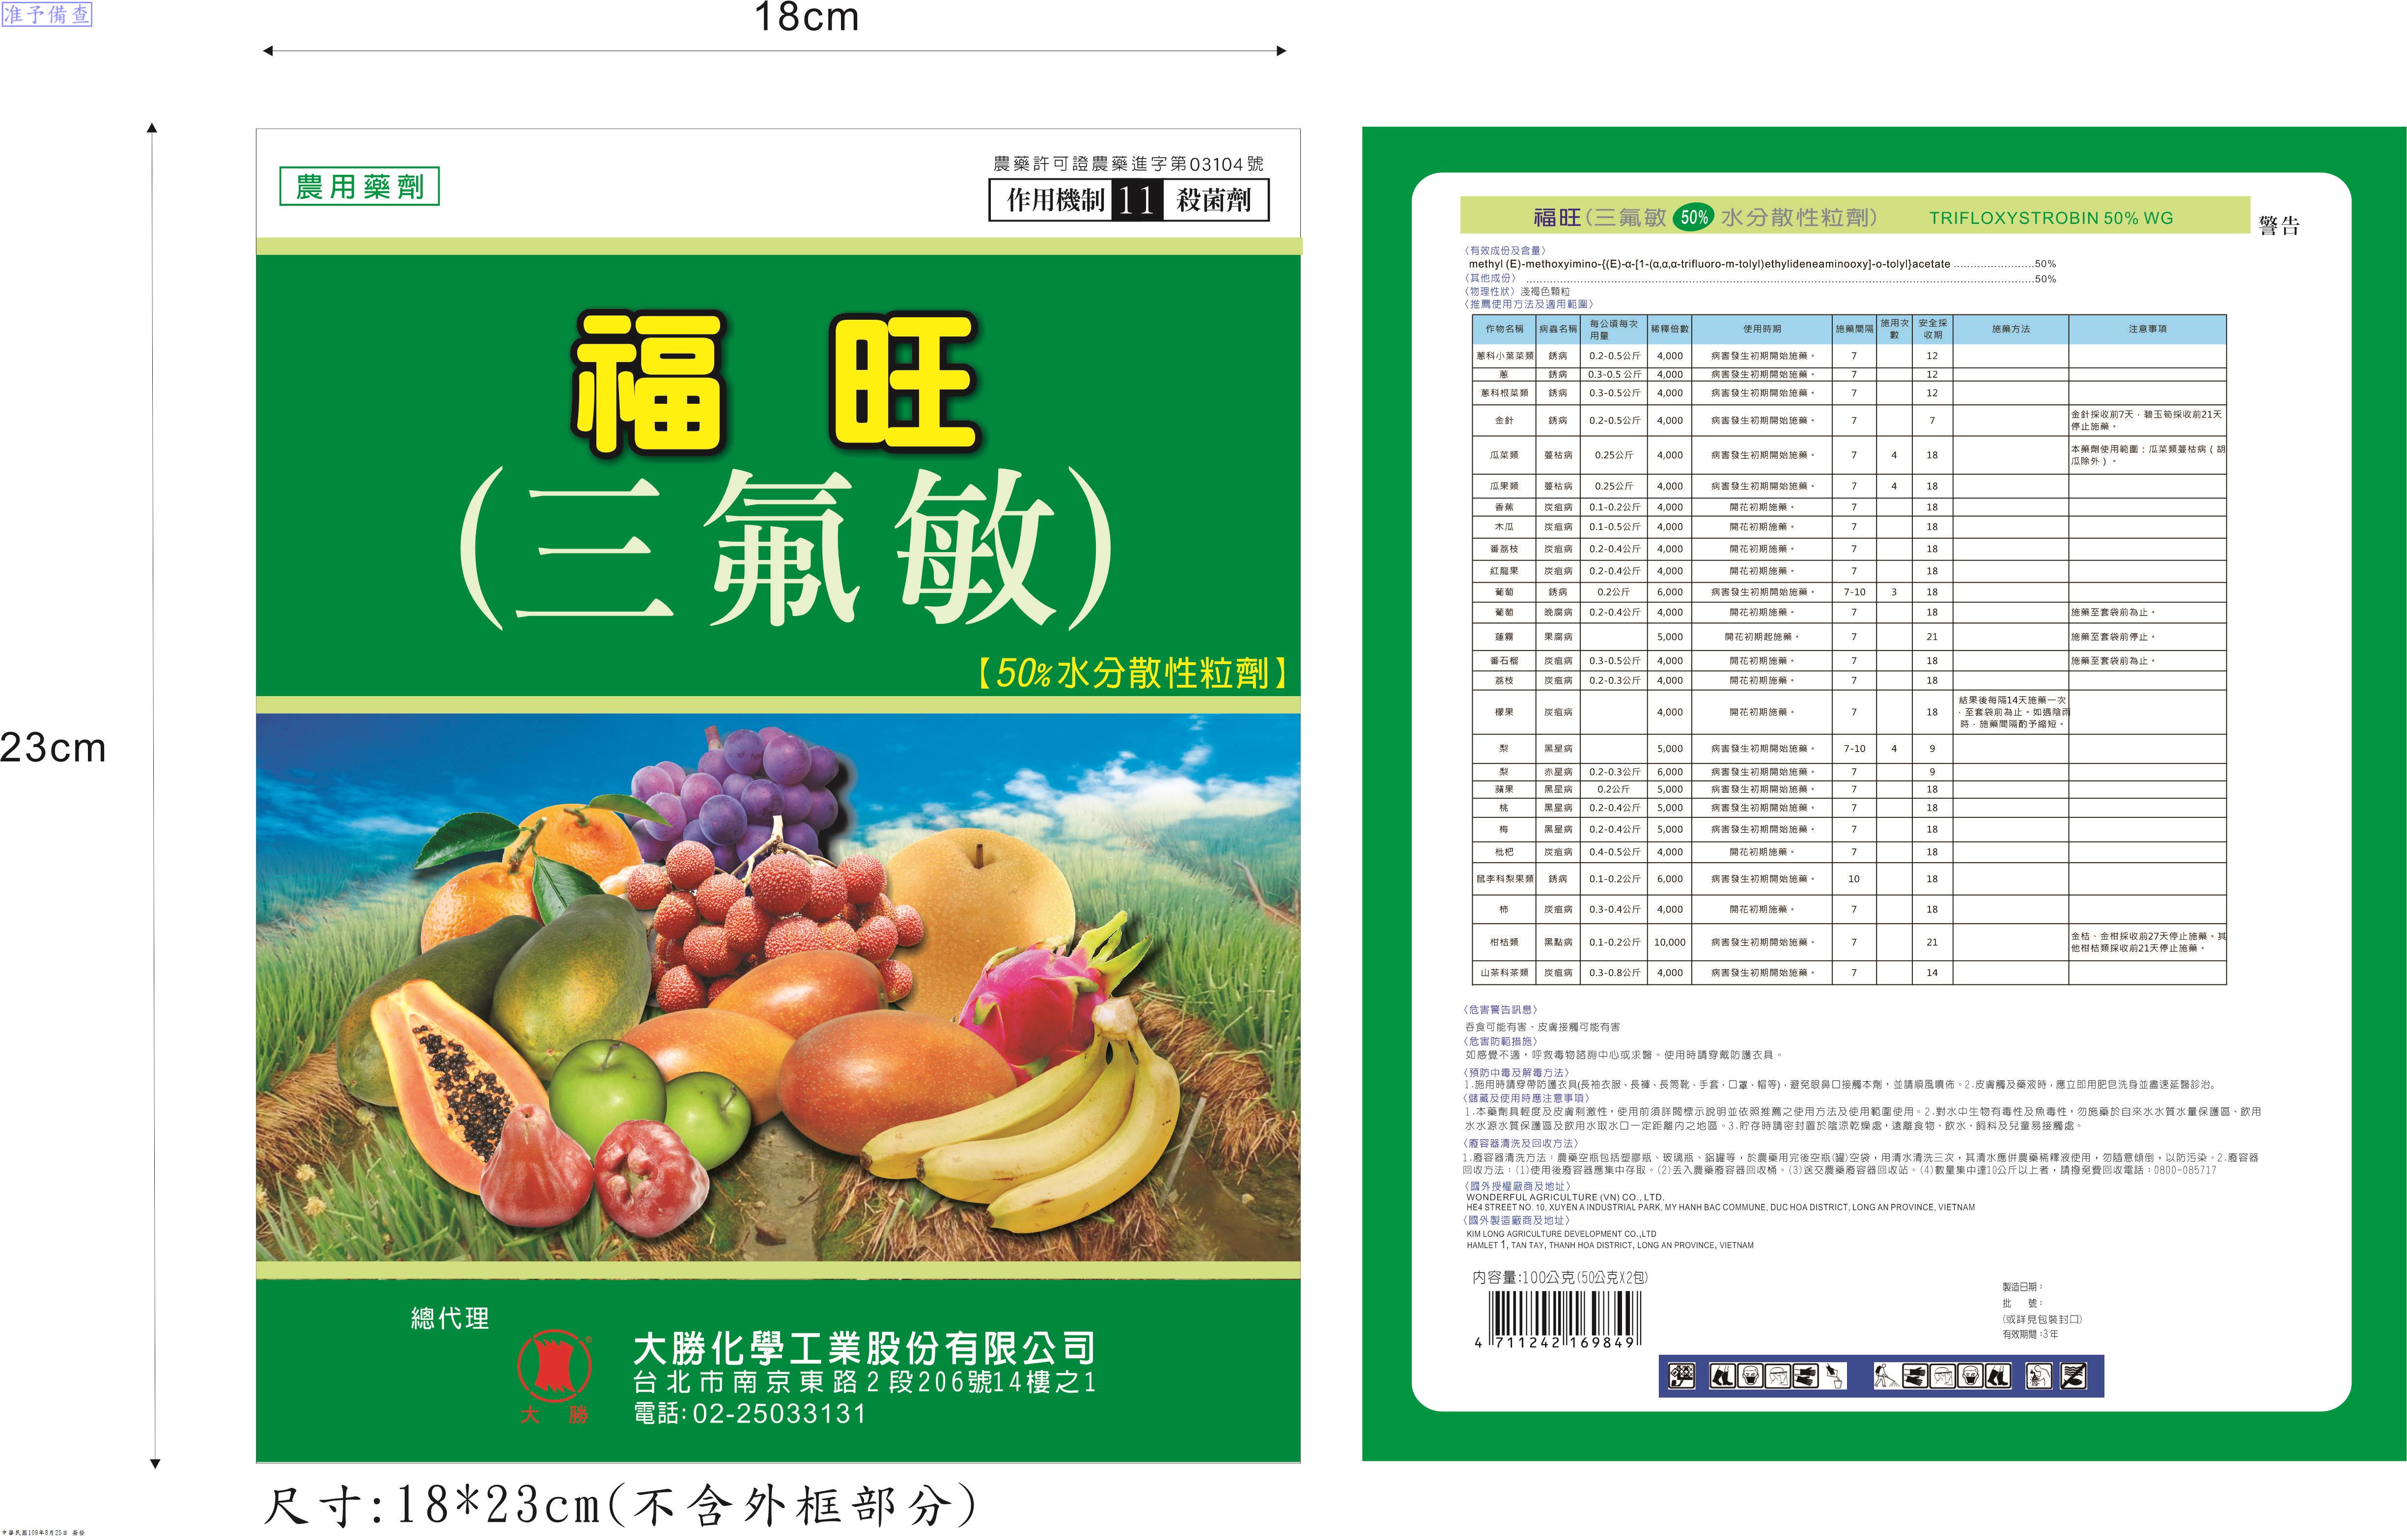 准予備查
18cm
23cm
農用藥劑
農藥許可證農藥進字第03104號
作用機制 11 殺菌劑
福旺
(三氟敏)
【50%水分散性粒劑】
總代理
大勝
大勝化學工業股份有限公司
台北市南京東路2段206號14樓之1
電話:02-25033131
尺寸:18*23cm(不含外框部分)
中華民國109年8月25日
福旺(三氟敏 50% 水分散性粒劑) TRIFLOXYSTROBIN 50% WG
警告
〈有效成份及含量〉
methyl (E)-methoxyimino-{(E)-α-[1-(α,α,α-trifluoro-m-tolyl)ethylideneaminooxy]-o-tolyl}acetate ........................50%
〈其他成份〉 ........................50%
〈物理性狀〉淺褐色顆粒
〈推薦使用方法及適用範圍〉
作物名稱 病蟲名稱 每公頃每次用量 稀釋倍數 使用時期 施藥間隔 施用次數 安全採收期 施藥方法 注意事項
蔥科小葉菜類 銹病 0.2-0.5公斤 4,000 病害發生初期開始施藥。 7 12
蔥 銹病 0.3-0.5 公斤 4,000 病害發生初期開始施藥。 7 12
蔥科根菜類 銹病 0.3-0.5公斤 4,000 病害發生初期開始施藥。 7 12
金針 銹病 0.2-0.5公斤 4,000 病害發生初期開始施藥。 7 7 金針採收前7天，碧玉筍採收前21天停止施藥。
瓜菜類 蔓枯病 0.25公斤 4,000 病害發生初期開始施藥。 7 4 18 本藥劑使用範圍：瓜菜類蔓枯病（胡瓜除外）。
瓜果類 蔓枯病 0.25公斤 4,000 病害發生初期開始施藥。 7 4 18
香蕉 炭疽病 0.1-0.2公斤 4,000 開花初期施藥。 7 18
木瓜 炭疽病 0.1-0.5公斤 4,000 開花初期施藥。 7 18
番荔枝 炭疽病 0.2-0.4公斤 4,000 開花初期施藥。 7 18
紅龍果 炭疽病 0.2-0.4公斤 4,000 開花初期施藥。 7 18
葡萄 銹病 0.2公斤 6,000 病害發生初期開始施藥。 7-10 3 18
葡萄 晚腐病 0.2-0.4公斤 4,000 開花初期施藥。 7 18 施藥至套袋前為止。
蓮霧 果腐病 5,000 開花初期起施藥。 7 21 施藥至套袋前停止。
番石榴 炭疽病 0.3-0.5公斤 4,000 開花初期施藥。 7 18 施藥至套袋前為止。
荔枝 炭疽病 0.2-0.3公斤 4,000 開花初期施藥。 7 18
檬果 炭疽病 4,000 開花初期施藥。 7 18 結果後每隔14天施藥一次，至套袋前為止。如遇陰雨時，施藥間隔酌予縮短。
梨 黑星病 5,000 病害發生初期開始施藥。 7-10 4 9
梨 赤星病 0.2-0.3公斤 6,000 病害發生初期開始施藥。 7 9
蘋果 黑星病 0.2公斤 5,000 病害發生初期開始施藥。 7 18
桃 黑星病 0.2-0.4公斤 5,000 病害發生初期開始施藥。 7 18
梅 黑星病 0.2-0.4公斤 5,000 病害發生初期開始施藥。 7 18
枇杷 炭疽病 0.4-0.5公斤 4,000 開花初期施藥。 7 18
鼠李科梨果類 銹病 0.1-0.2公斤 6,000 病害發生初期開始施藥。 10 18
柿 炭疽病 0.3-0.4公斤 4,000 開花初期施藥。 7 18
柑桔類 黑點病 0.1-0.2公斤 10,000 病害發生初期開始施藥。 7 21 金桔、金柑採收前27天停止施藥。其他柑桔類採收前21天停止施藥。
山茶科茶類 炭疽病 0.3-0.8公斤 4,000 病害發生初期開始施藥。 7 14
〈危害警告訊息〉
吞食可能有害、皮膚接觸可能有害
〈危害防範措施〉
如感覺不適，呼救毒物諮詢中心或求醫。使用時請穿戴防護衣具。
〈預防中毒及解毒方法〉
1.施用時請穿帶防護衣具(長袖衣服、長褲、長筒靴、手套、口罩、帽等)，避免眼鼻口接觸本劑，並請順風噴佈。2.皮膚觸及藥液時，應立即用肥皂洗身並盡速延醫診治。
〈儲藏及使用時應注意事項〉
1.本藥劑具輕度及皮膚刺激性，使用前須詳閱標示說明並依照推薦之使用方法及使用範圍使用。2.對水中生物有毒性及魚毒性，勿施藥於自來水水質水量保護區、飲用
水水源水質保護區及飲用水取水口一定距離內之地區。3.貯存時請密封置於陰涼乾燥處，遠離食物、飲水、飼料及兒童易接觸處。
〈廢容器清洗及回收方法〉
1.廢容器清洗方法：農藥空瓶包括塑膠瓶、玻璃瓶、鋁罐等，於農藥用完後空瓶(罐)空袋，用清水清洗三次，其清水應併農藥稀釋液使用，勿隨意傾倒，以防污染。2.廢容器
回收方法：(1)使用後廢容器應集中存取。(2)丟入農藥廢容器回收桶。(3)送交農藥廢容器回收站。(4)數量集中達10公斤以上者，請撥免費回收電話：0800-085717
〈國外授權廠商及地址〉
WONDERFUL AGRICULTURE (VN) CO., LTD.
HE4 STREET NO. 10, XUYEN A INDUSTRIAL PARK, MY HANH BAC COMMUNE, DUC HOA DISTRICT, LONG AN PROVINCE, VIETNAM
〈國外製造廠商及地址〉
KIM LONG AGRICULTURE DEVELOPMENT CO.,LTD
HAMLET 1, TAN TAY, THANH HOA DISTRICT, LONG AN PROVINCE, VIETNAM
內容量:100公克(50公克X2包)
4 711242 169849
製造日期：
批　號：
(或詳見包裝封口)
有效期間：3年